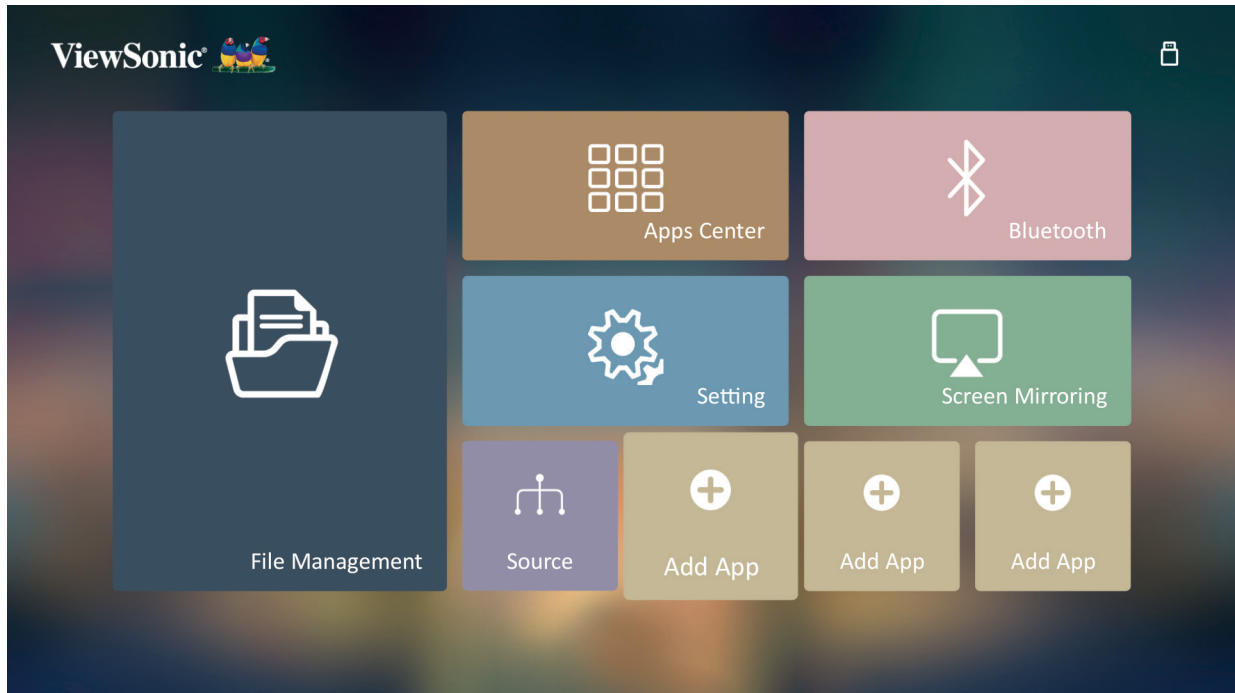 ViewSonic®
Apps Center
Bluetooth
Setting
Screen Mirroring
File Management
Source
Add App
Add App
Add App